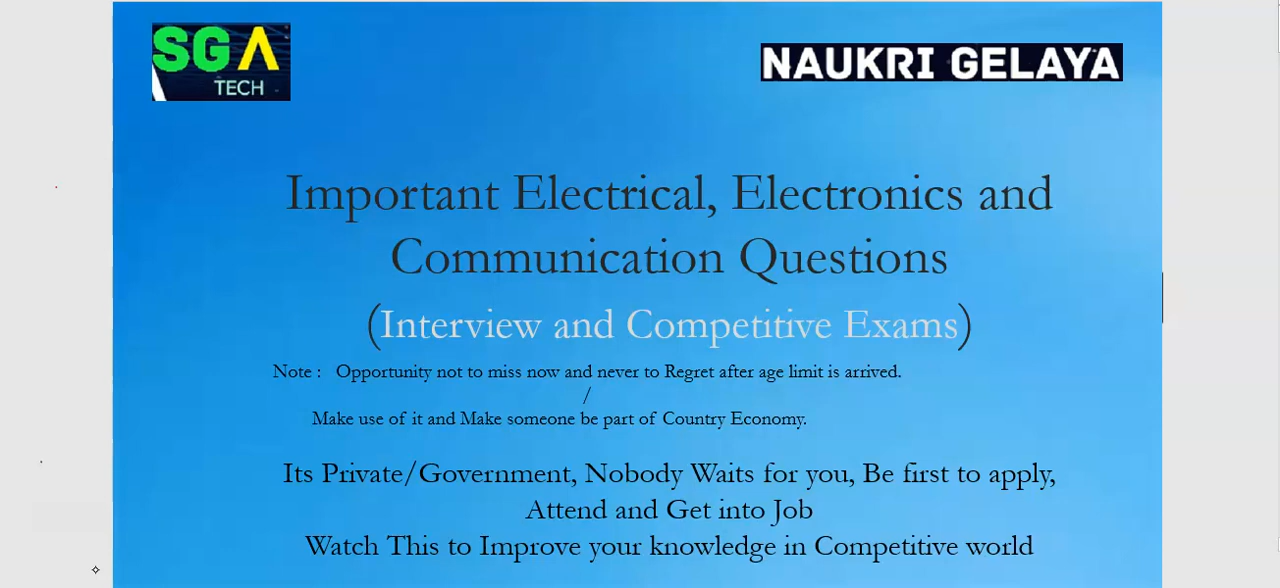 SGA
TECH
NAUKRI GELAYA
Important Electrical, Electronics and
Communication Questions
(Interview and Competitive Exams)
Note : Opportunity not to miss now and never to Regret after age limit is arrived.
/
Make use of it and Make someone be part of Country Economy.
Its Private/Government, Nobody Waits for you, Be first to apply,
Attend and Get into Job
Watch This to Improve your knowledge in Competitive world